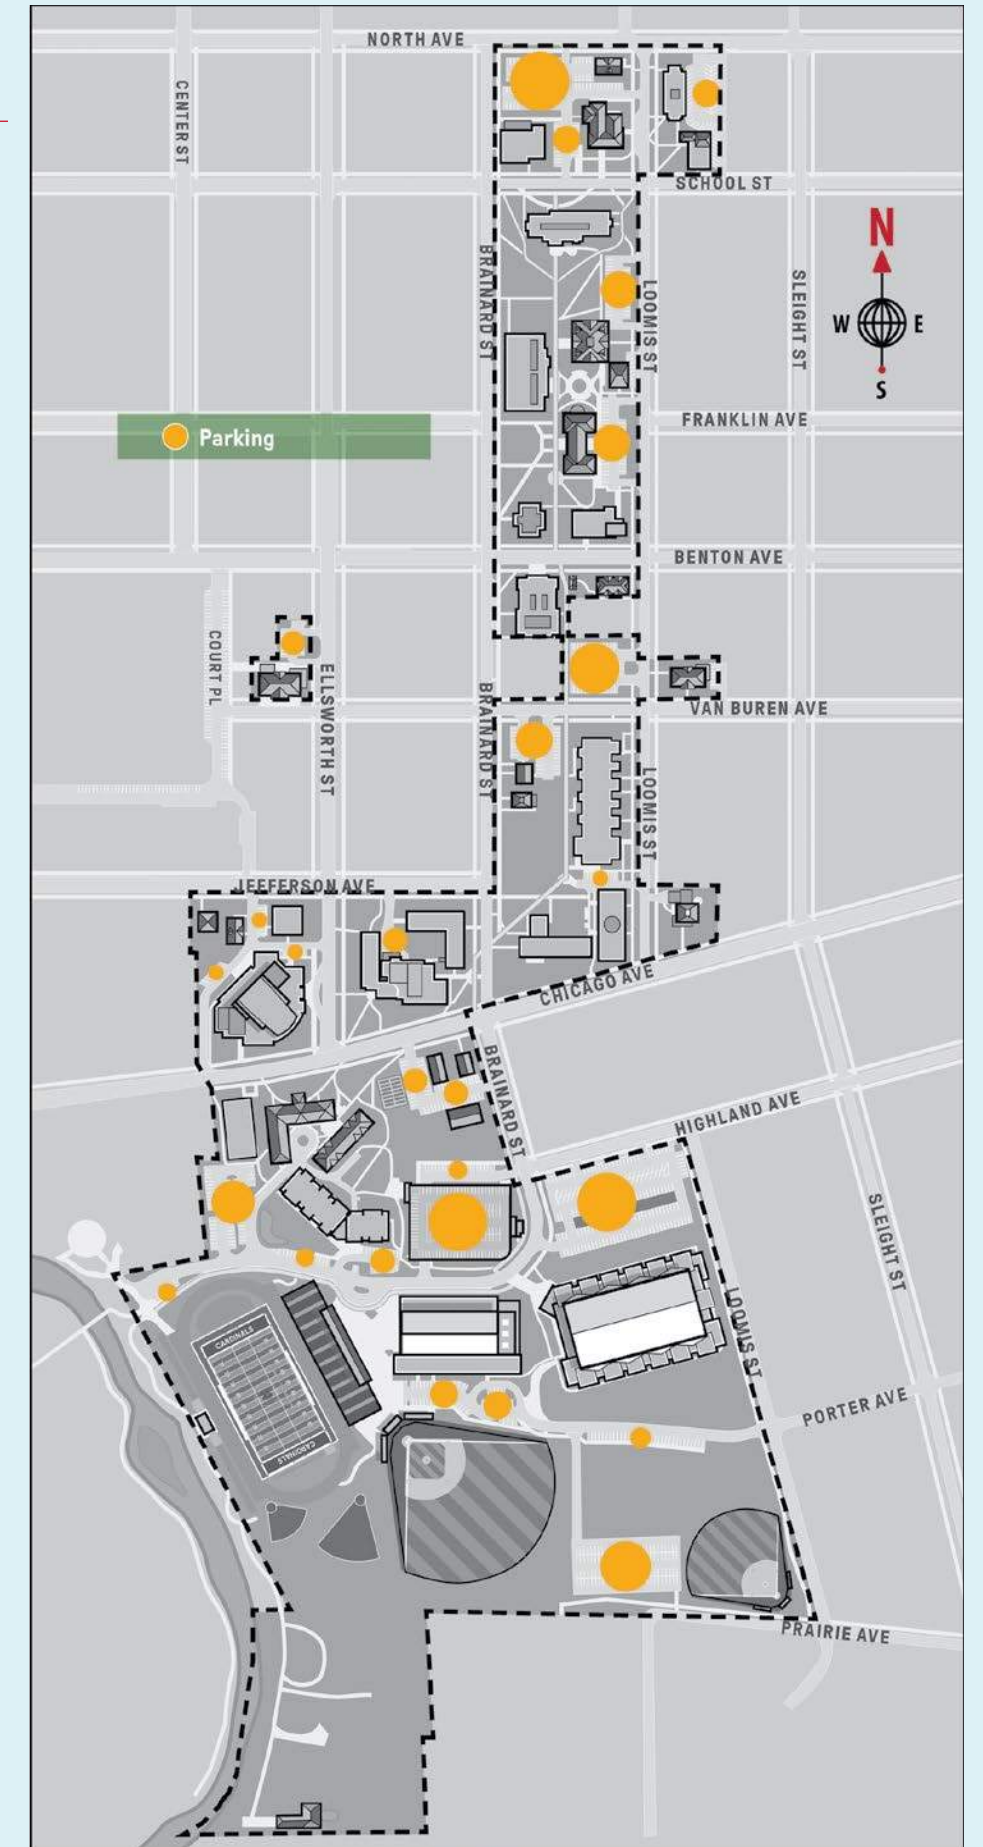 NORTH AVE
CENTER ST
SCHOOL ST
N
W
E
S
BRAINARD ST
LOOMIS ST
SLEIGHT ST
FRANKLIN AVE
Parking
BENTON AVE
COURT PL
ELLSWORTH ST
BRAINARD ST
VAN BUREN AVE
LOOMIS ST
JEFFERSON AVE
CHICAGO AVE
BRAINARD ST
HIGHLAND AVE
SLEIGHT ST
LOOMIS ST
CARDINALS
CARDINALS
PORTER AVE
PRAIRIE AVE